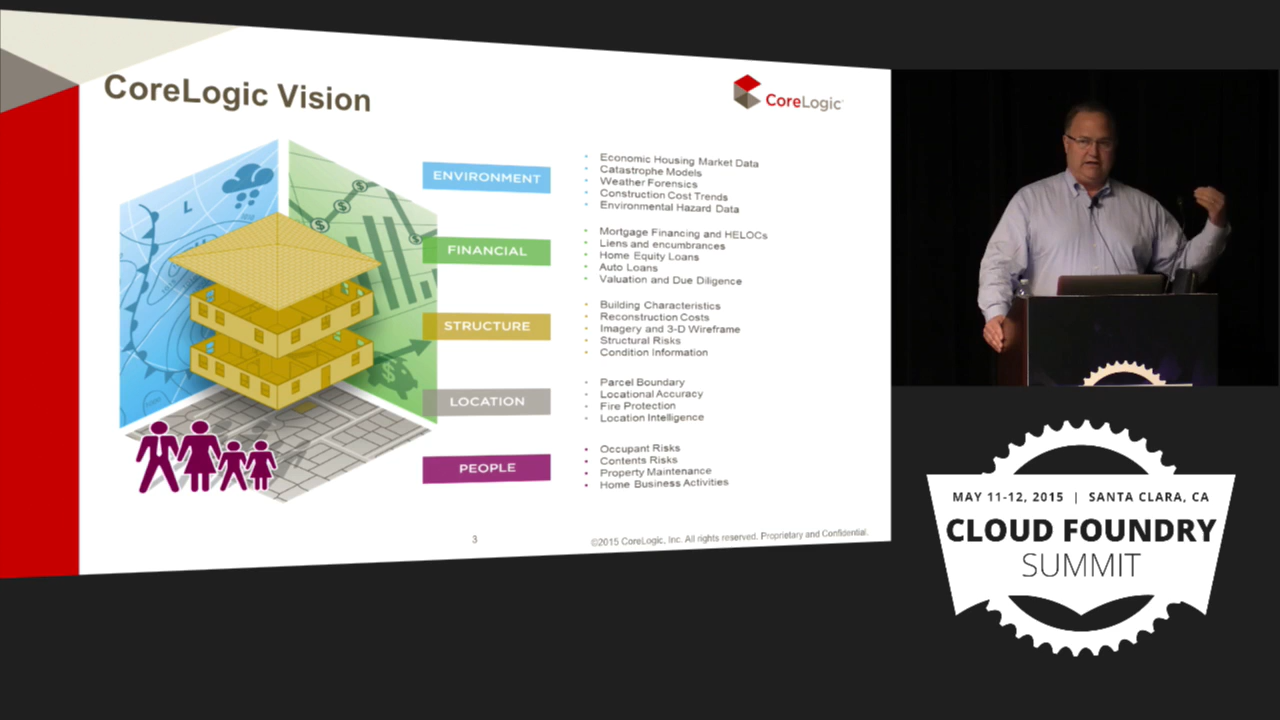 CoreLogic Vision
CoreLogic
L
ENVIRONMENT
Economic Housing Market Data
Catastrophe Models
Weather Forensics
Construction Cost Trends
Environmental Hazard Data
FINANCIAL
Mortgage Financing and HELOCs
Liens and encumbrances
Home Equity Loans
Auto Loans
Valuation and Due Diligence
STRUCTURE
Building Characteristics
Reconstruction Costs
Imagery and 3-D Wireframe
Structural Risks
Condition Information
LOCATION
Parcel Boundary
Locational Accuracy
Fire Protection
Location Intelligence
PEOPLE
Occupant Risks
Contents Risks
Property Maintenance
Home Business Activities
3
©2015 CoreLogic, Inc. All rights reserved. Proprietary and Confidential.
MAY 11-12, 2015 | SANTA CLARA, CA
CLOUD FOUNDRY
SUMMIT